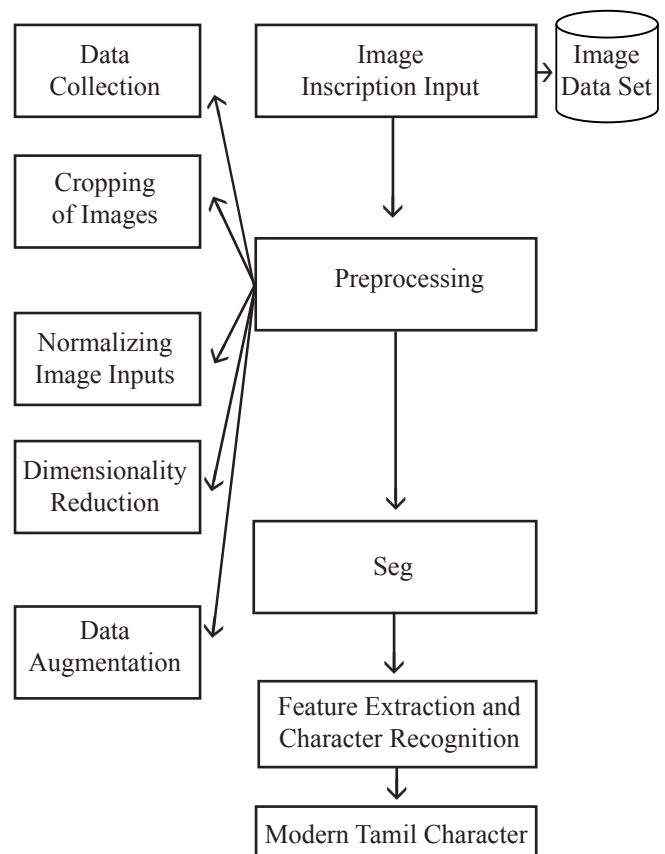 Data
Collection
Image
Inscription Input
Image
Data Set
Cropping
of Images
Preprocessing
Normalizing
Image Inputs
Dimensionality
Reduction
Seg
Data
Augmentation
Feature Extraction and
Character Recognition
Modern Tamil Character